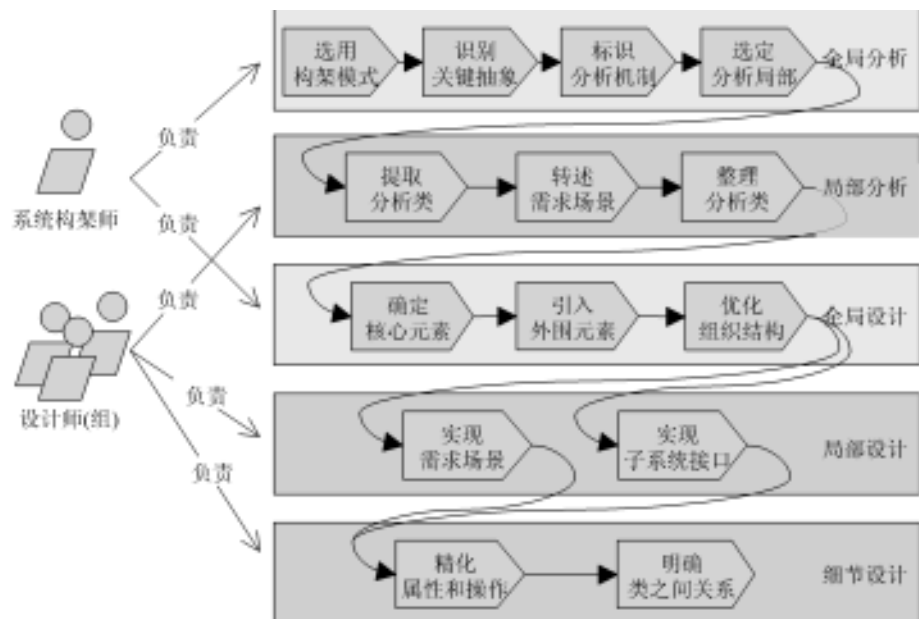 选用
构架模式
识别
关键抽象
标识
分析机制
选定
分析局部
全局分析
负责
系统构架师
提取
分析类
转述
需求场景
整理
分析类
局部分析
负责
负责
确定
核心元素
引入
外围元素
优化
组织结构
全局设计
设计师(组)
负责
实现
需求场景
实现
子系统接口
局部设计
负责
精化
属性和操作
明确
类之间关系
细节设计